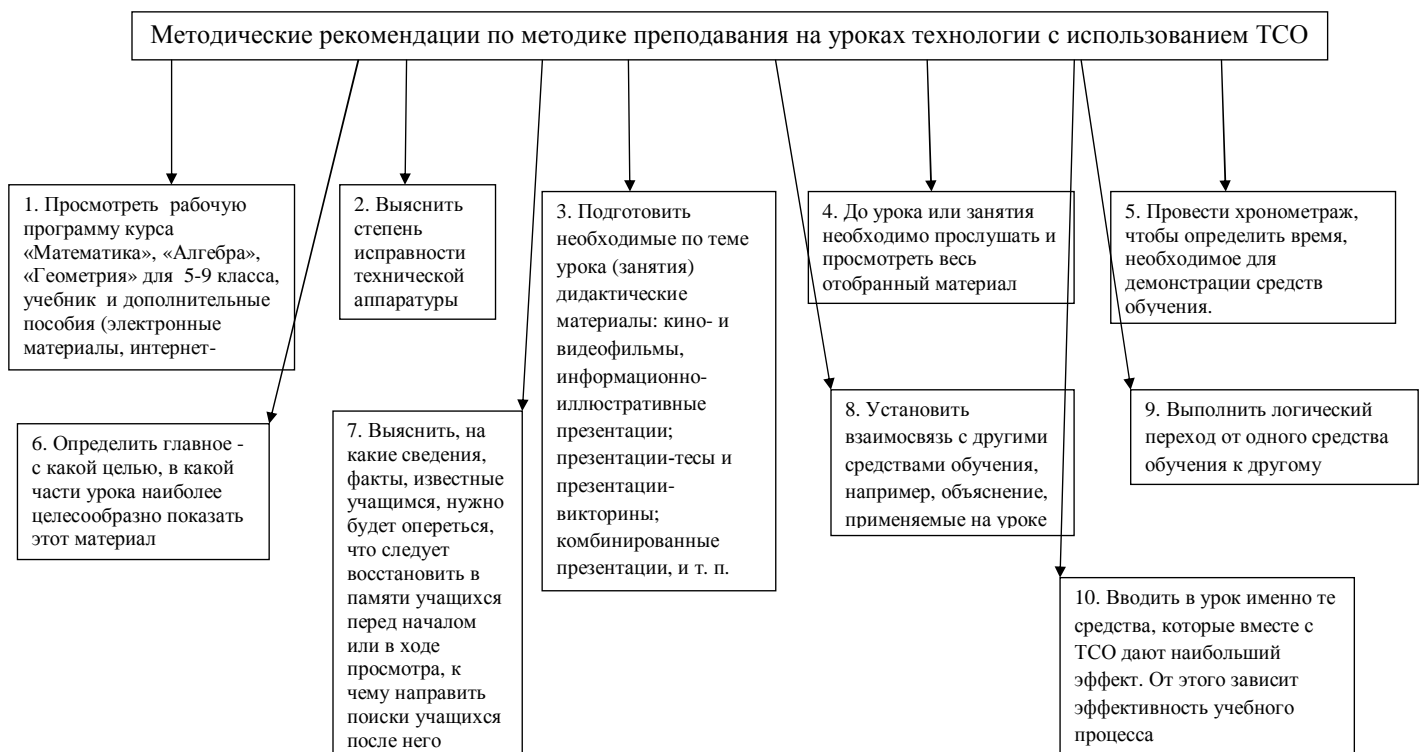 Методические рекомендации по методике преподавания на уроках технологии с использованием ТСО
1. Просмотреть рабочую
программу курса
«Математика», «Алгебра»,
«Геометрия» для 5-9 класса,
учебник и дополнительные
пособия (электронные
материалы, интернет-
2. Выяснить
степень
исправности
технической
аппаратуры
3. Подготовить
необходимые по теме
урока (занятия)
дидактические
материалы: кино- и
видеофильмы,
информационно-
иллюстративные
презентации;
презентации-тесы и
презентации-
викторины;
комбинированные
презентации, и т. п.
4. До урока или занятия
необходимо прослушать и
просмотреть весь
отобранный материал
5. Провести хронометраж,
чтобы определить время,
необходимое для
демонстрации средств
обучения.
6. Определить главное -
с какой целью, в какой
части урока наиболее
целесообразно показать
этот материал
7. Выяснить, на
какие сведения,
факты, известные
учащимся, нужно
будет опереться,
что следует
восстановить в
памяти учащихся
перед началом
или в ходе
просмотра, к
чему направить
поиски учащихся
после него
8. Установить
взаимосвязь с другими
средствами обучения,
например, объяснение,
применяемые на уроке
9. Выполнить логический
переход от одного средства
обучения к другому
10. Вводить в урок именно те
средства, которые вместе с
ТСО дают наибольший
эффект. От этого зависит
эффективность учебного
процесса